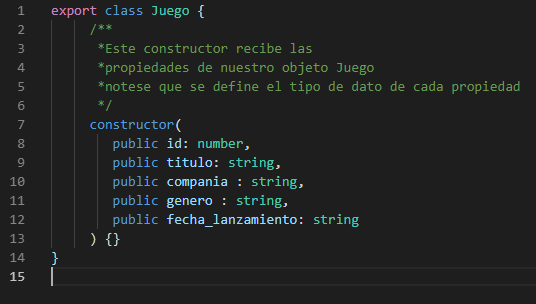 1 export class Juego {
2 /**
3 *Este constructor recibe las
4 *propiedades de nuestro objeto Juego
5 *notese que se define el tipo de dato de cada propiedad
6 */
7 constructor(
8 public id: number,
9 public titulo: string,
10 public compania : string,
11 public genero : string,
12 public fecha_lanzamiento: string
13 ) {}
14 }
15